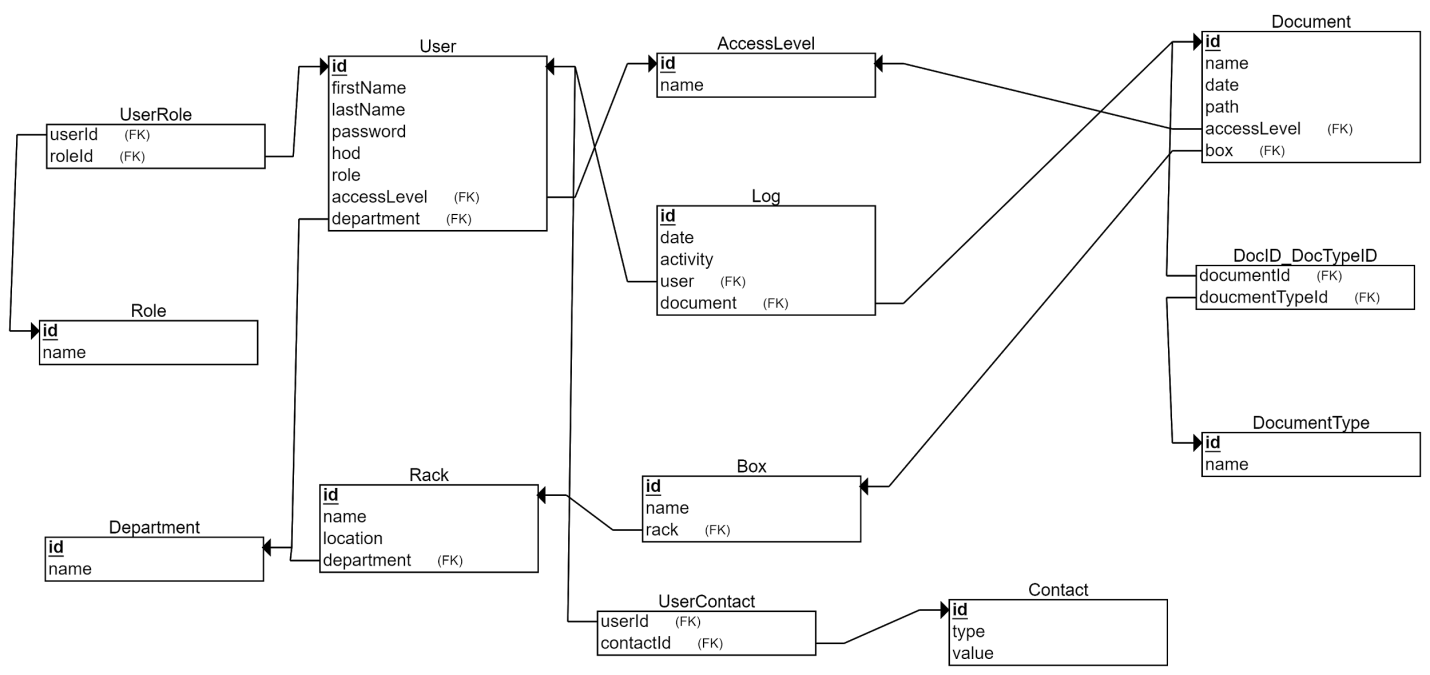 User
id
firstName
lastName
password
hod
role
accessLevel (FK)
department (FK)
AccessLevel
id
name
Document
id
name
date
path
accessLevel (FK)
box (FK)
UserRole
userId (FK)
roleId (FK)
Log
id
date
activity
user (FK)
document (FK)
DocID_DocTypeID
documentId (FK)
doucmentTypeId (FK)
Role
id
name
DocumentType
id
name
Rack
id
name
location
department (FK)
Box
id
name
rack (FK)
Department
id
name
UserContact
userId (FK)
contactId (FK)
Contact
id
type
value